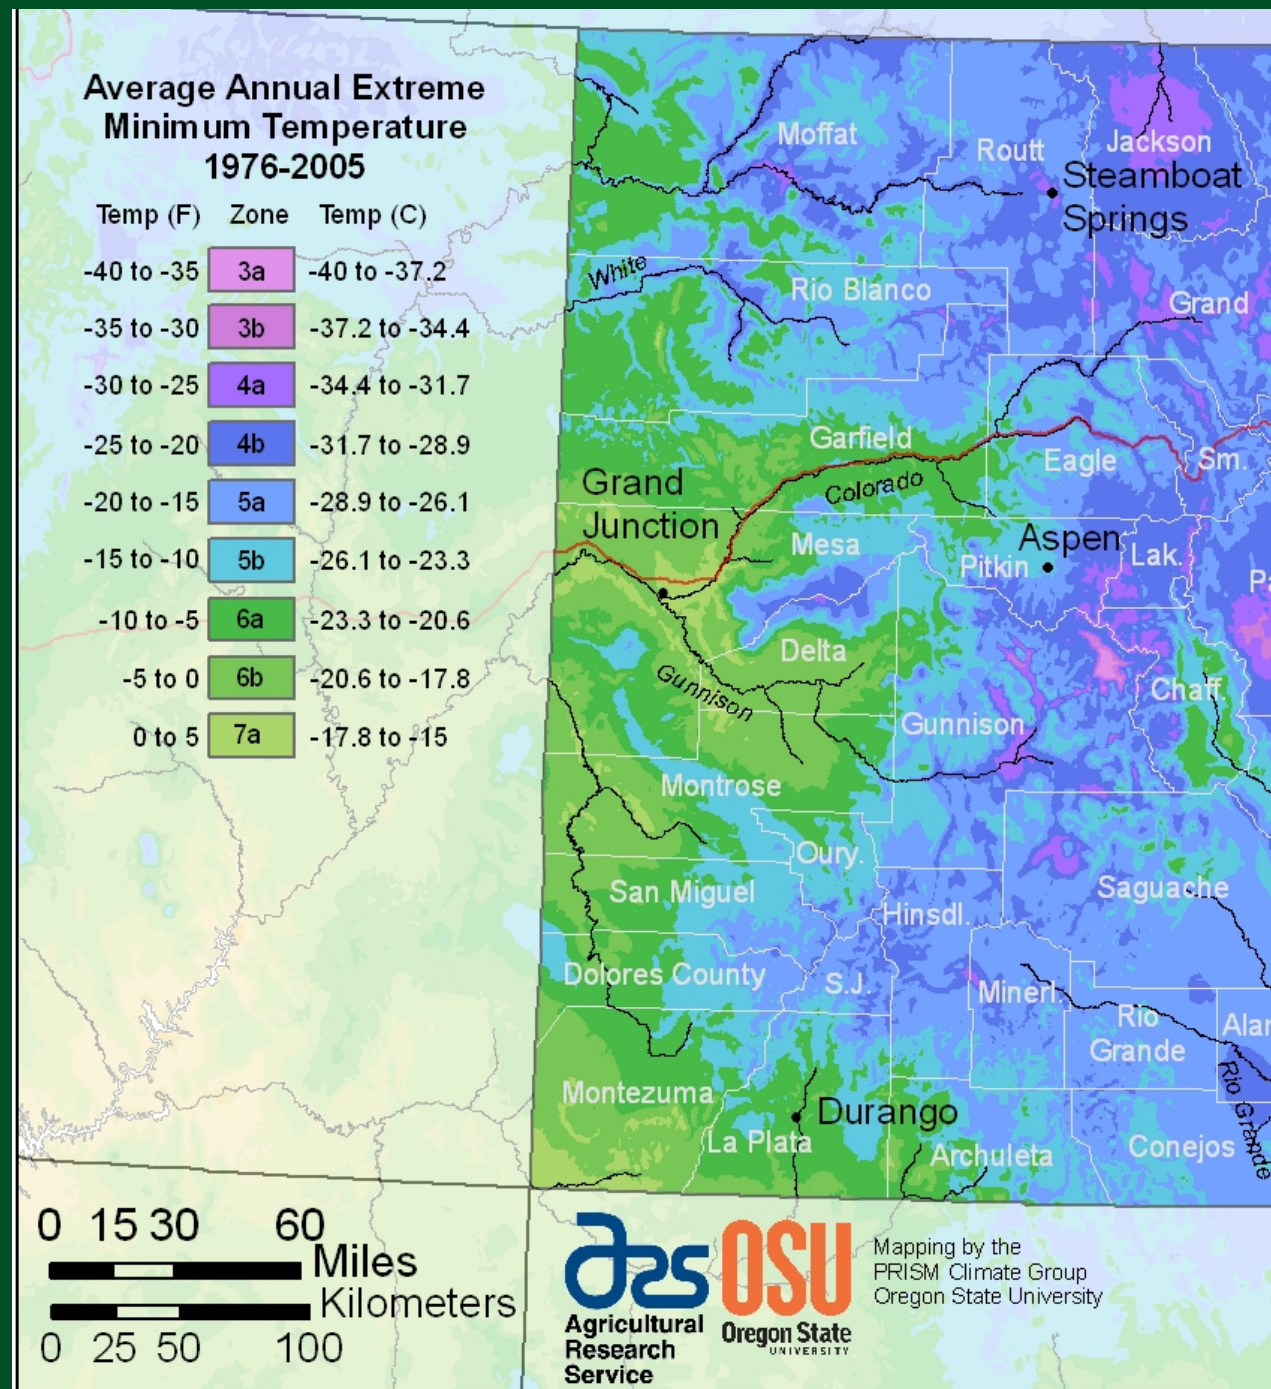 Average Annual Extreme
Minimum Temperature
1976-2005
Temp (F) Zone Temp (C)
-40 to -35 3a -40 to -37.2
-35 to -30 3b -37.2 to -34.4
-30 to -25 4a -34.4 to -31.7
-25 to -20 4b -31.7 to -28.9
-20 to -15 5a -28.9 to -26.1
-15 to -10 5b -26.1 to -23.3
-10 to -5 6a -23.3 to -20.6
-5 to 0 6b -20.6 to -17.8
0 to 5 7a -17.8 to -15
Moffat
Routt
Jackson
Steamboat
Springs
White
Rio Blanco
Grand
Garfield
Eagle
Sm.
Colorado
Grand
Junction
Mesa
Aspen
Pitkin
Lak.
Pa
Delta
Gunnison
Chaff.
Gunnison
Montrose
Oury.
San Miguel
Saguache
Hinsdl.
Dolores County
S.J.
Minerl.
Rio
Grande
Alar
Rio Grande
Montezuma
Durango
La Plata
Archuleta
Conejos
0 15 30 60
Miles
Kilometers
0 25 50 100
ars
Agricultural
Research
Service
OSU
Oregon State
UNIVERSITY
Mapping by the
PRISM Climate Group
Oregon State University